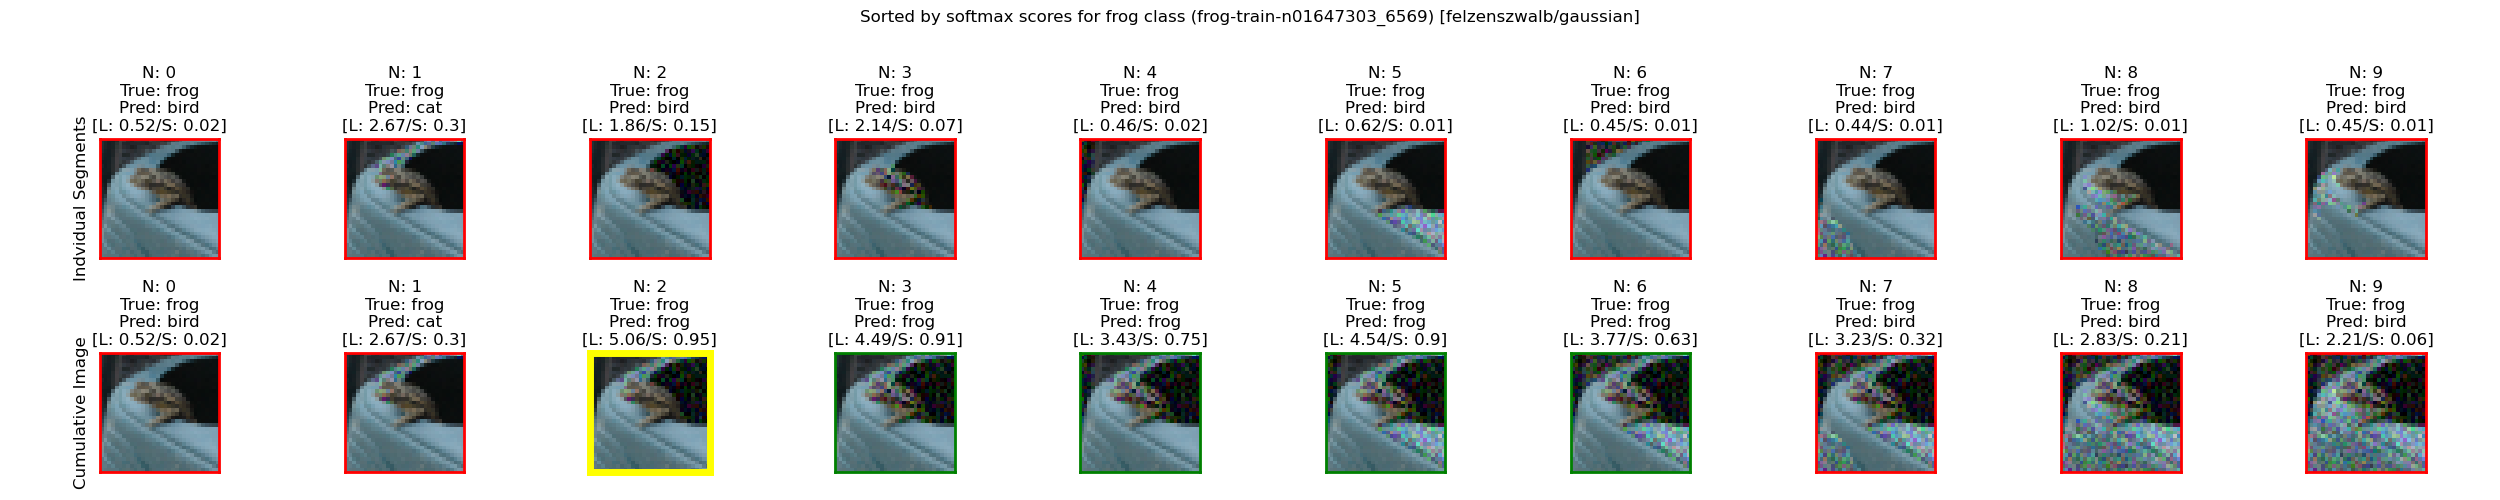 Sorted by softmax scores for frog class (frog-train-n01647303_6569) [felzenszwalb/gaussian]
Indvidual Segments
N: 0
True: frog
Pred: bird
[L: 0.52/S: 0.02]
N: 1
True: frog
Pred: cat
[L: 2.67/S: 0.3]
N: 2
True: frog
Pred: bird
[L: 1.86/S: 0.15]
N: 3
True: frog
Pred: bird
[L: 2.14/S: 0.07]
N: 4
True: frog
Pred: bird
[L: 0.46/S: 0.02]
N: 5
True: frog
Pred: bird
[L: 0.62/S: 0.01]
N: 6
True: frog
Pred: bird
[L: 0.45/S: 0.01]
N: 7
True: frog
Pred: bird
[L: 0.44/S: 0.01]
N: 8
True: frog
Pred: bird
[L: 1.02/S: 0.01]
N: 9
True: frog
Pred: bird
[L: 0.45/S: 0.01]
Cumulative Image
N: 0
True: frog
Pred: bird
[L: 0.52/S: 0.02]
N: 1
True: frog
Pred: cat
[L: 2.67/S: 0.3]
N: 2
True: frog
Pred: frog
[L: 5.06/S: 0.95]
N: 3
True: frog
Pred: frog
[L: 4.49/S: 0.91]
N: 4
True: frog
Pred: frog
[L: 3.43/S: 0.75]
N: 5
True: frog
Pred: frog
[L: 4.54/S: 0.9]
N: 6
True: frog
Pred: frog
[L: 3.77/S: 0.63]
N: 7
True: frog
Pred: bird
[L: 3.23/S: 0.32]
N: 8
True: frog
Pred: bird
[L: 2.83/S: 0.21]
N: 9
True: frog
Pred: bird
[L: 2.21/S: 0.06]